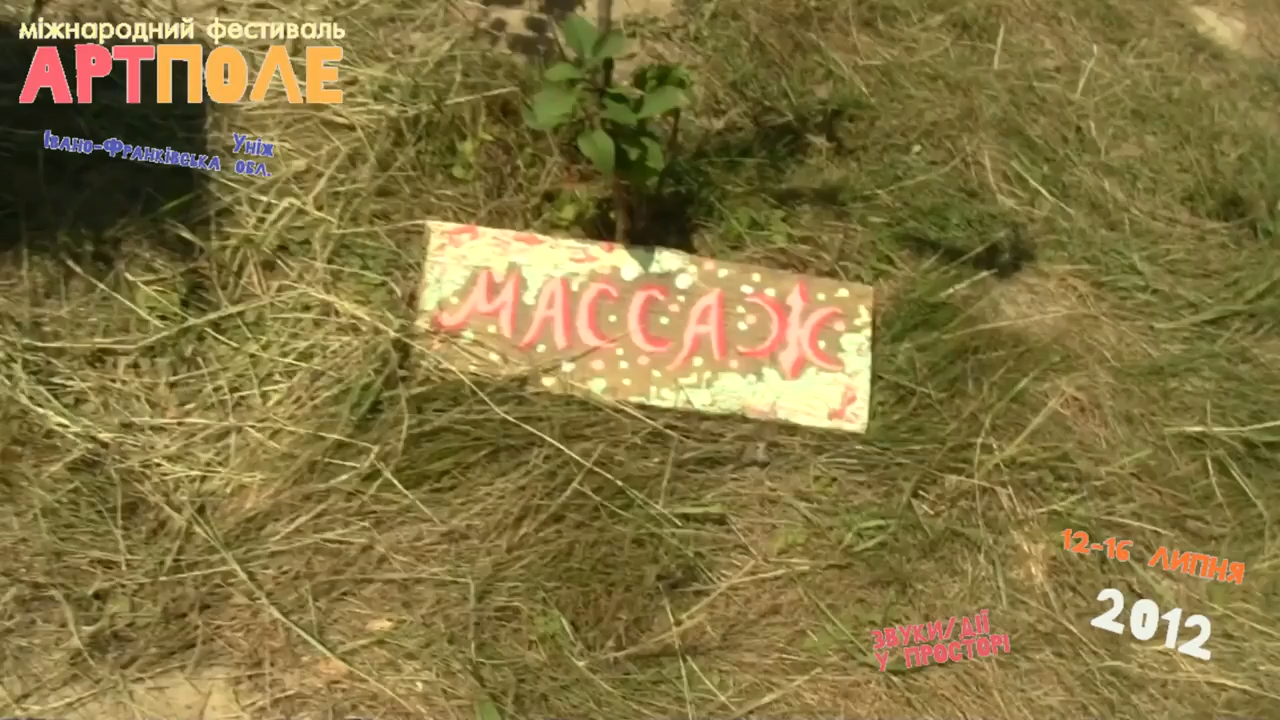 міжнародний фестиваль
АРТПОЛЕ
Уніж
Івано-Франківська обл.
МАССАЖ
12-16 липня
2012
звуки/дії
у просторі